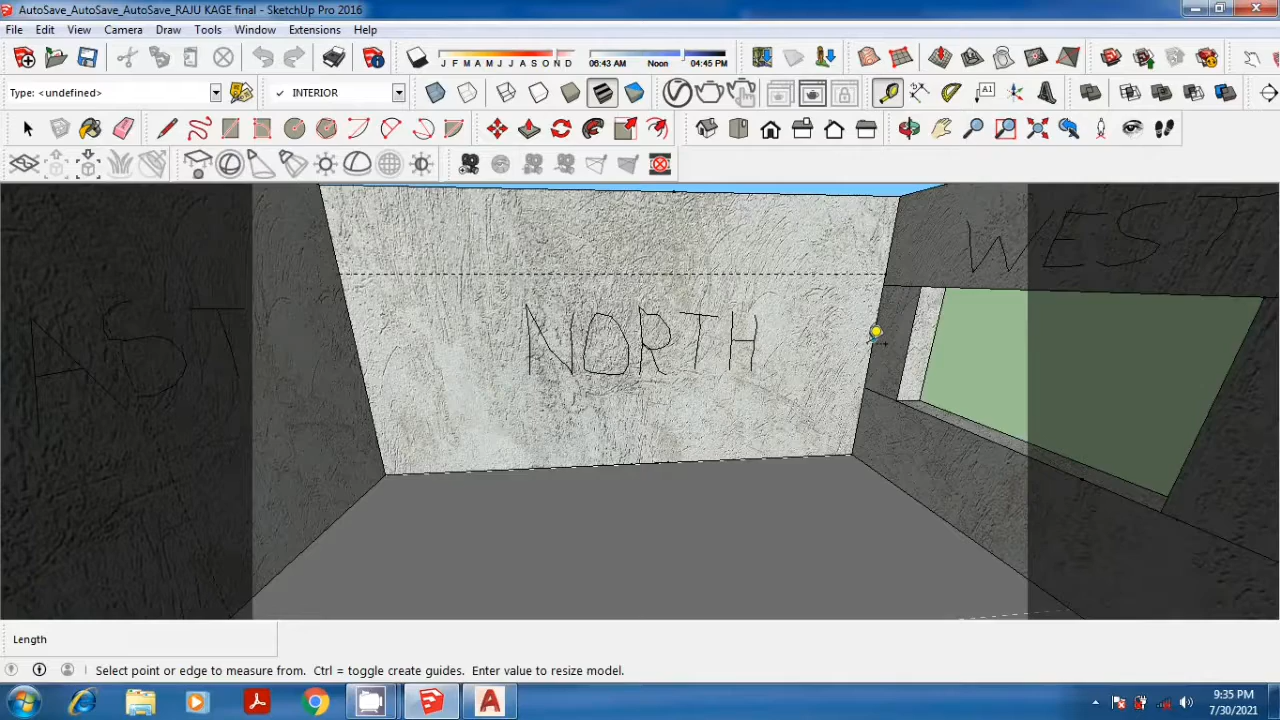 AutoSave_AutoSave_AutoSave_RAJU KAGE final - SketchUp Pro 2016
File Edit View Camera Draw Tools Window Extensions Help
J F M A M J J A S O N D 06:43 AM Noon 04:45 PM
Type: <undefined> INTERIOR A1
WEST
AST NORTH
Length
Select point or edge to measure from. Ctrl = toggle create guides. Enter value to resize model.
9:35 PM
7/30/2021